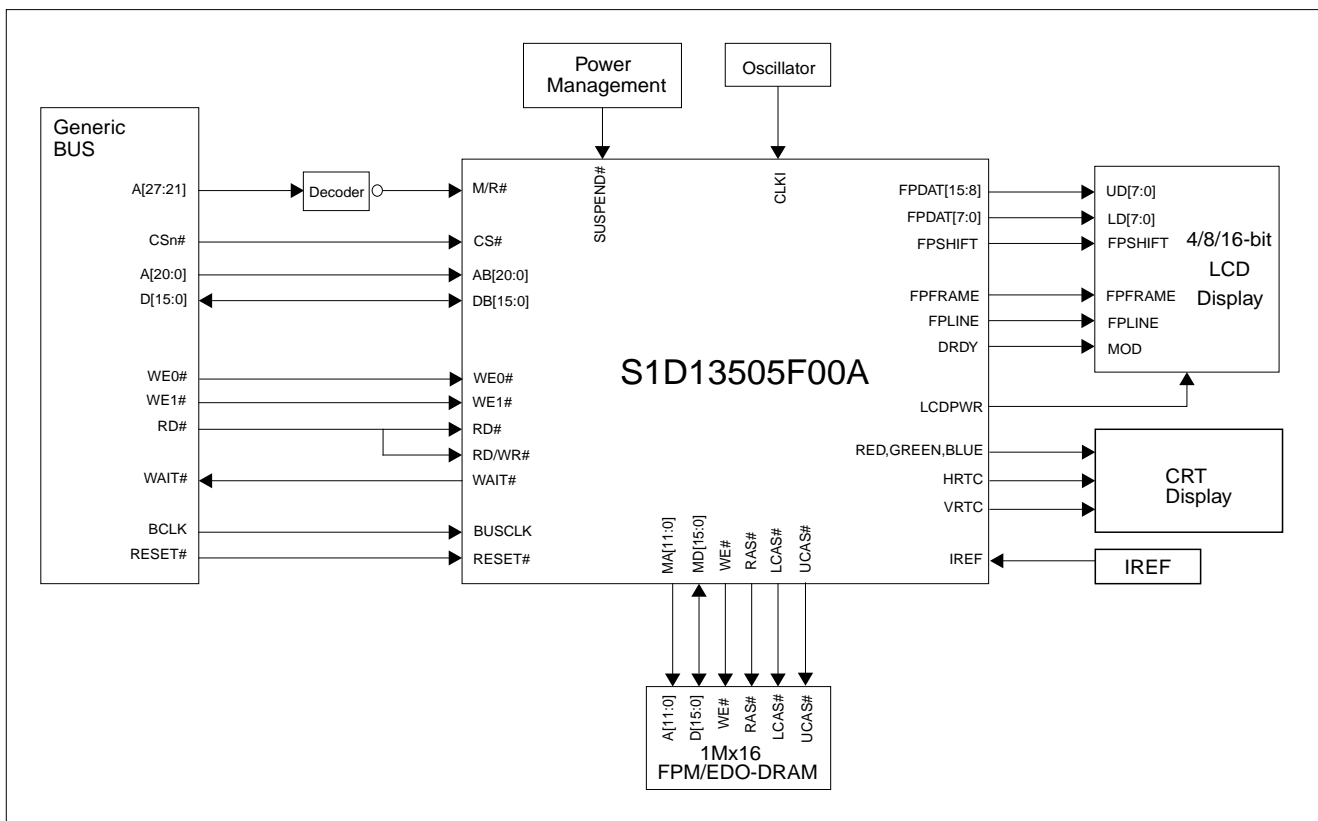 Power
Management
Oscillator
Generic
BUS
A[27:21]
Decoder
M/R#
SUSPEND#
CLKI
FPDAT[15:8]
UD[7:0]
FPDAT[7:0]
LD[7:0]
CSn#
CS#
FPSHIFT
FPSHIFT
4/8/16-bit
LCD
Display
A[20:0]
AB[20:0]
D[15:0]
DB[15:0]
FPFRAME
FPFRAME
FPLINE
FPLINE
DRDY
MOD
S1D13505F00A
WE0#
WE0#
WE1#
WE1#
LCDPWR
RD#
RD#
RD/WR#
RED,GREEN,BLUE
WAIT#
WAIT#
HRTC
VRTC
CRT
Display
BCLK
BUSCLK
RESET#
RESET#
MA[11:0]
MD[15:0]
WE#
RAS#
LCAS#
UCAS#
IREF
IREF
A[11:0]
D[15:0]
WE#
RAS#
LCAS#
UCAS#
1Mx16
FPM/EDO-DRAM